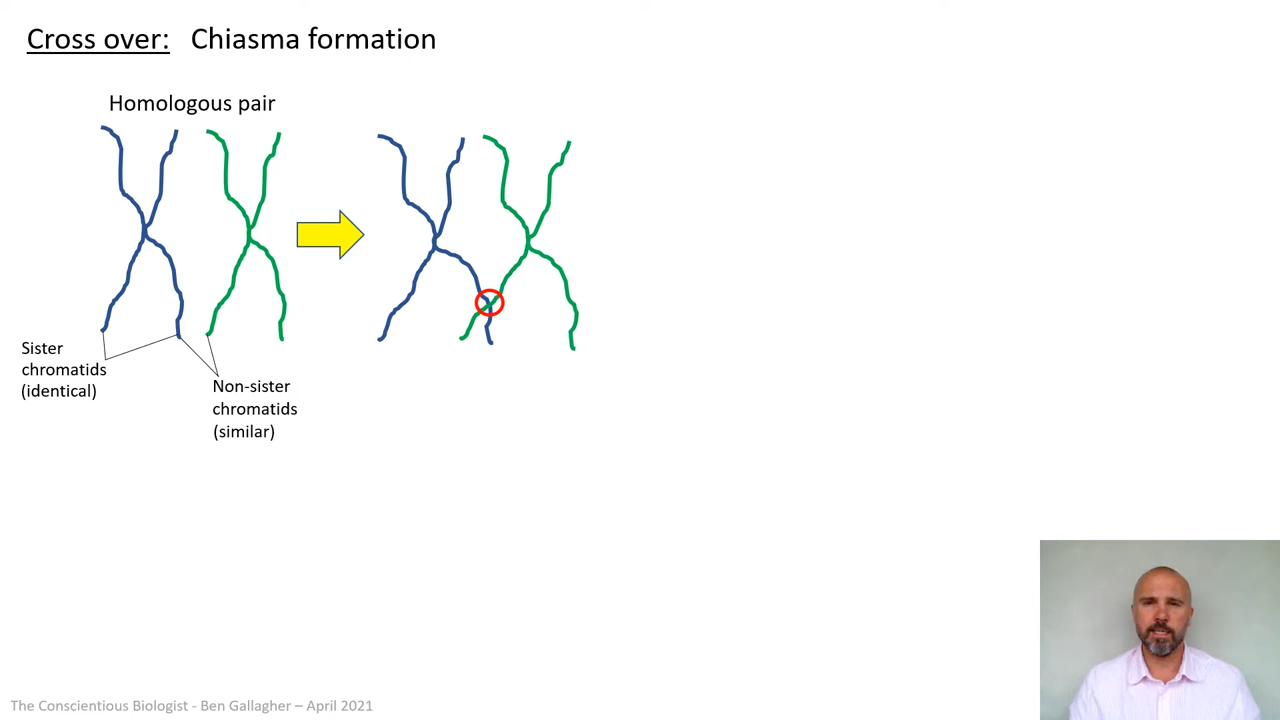 Cross over: Chiasma formation
Homologous pair
Sister
chromatids
(identical)
Non-sister
chromatids
(similar)
The Conscientious Biologist - Ben Gallagher – April 2021